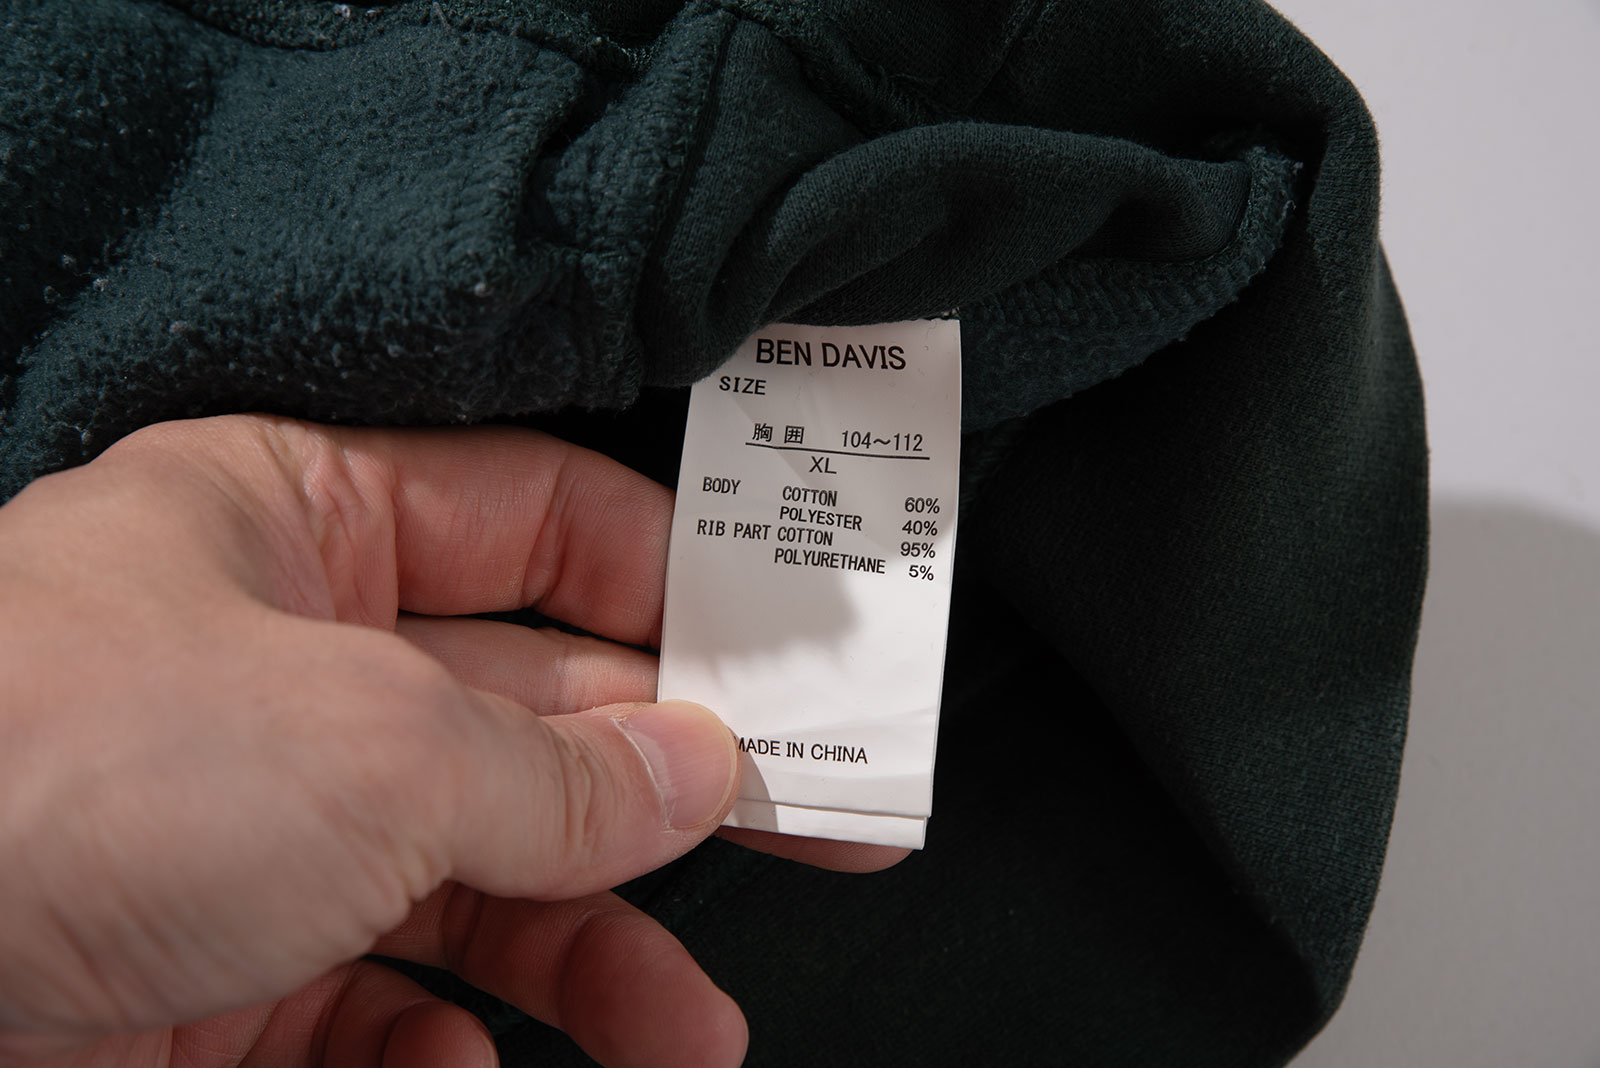 BEN DAVIS
SIZE
胸囲 104～112
XL
BODY COTTON 60%
POLYESTER 40%
RIB PART COTTON 95%
POLYURETHANE 5%
MADE IN CHINA